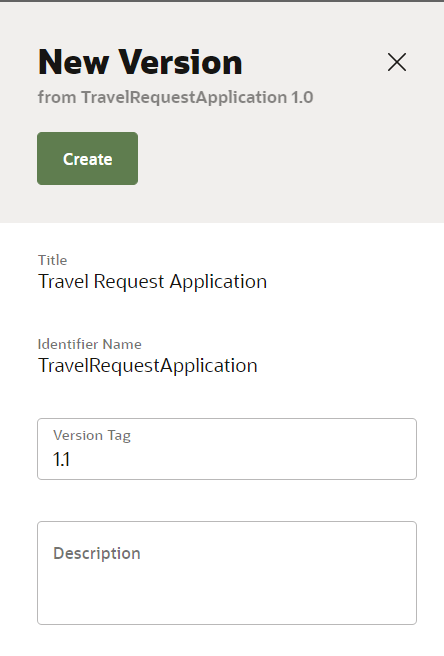 New Version
from TravelRequestApplication 1.0
Create
Title
Travel Request Application
Identifier Name
TravelRequestApplication
Version Tag
1.1
Description